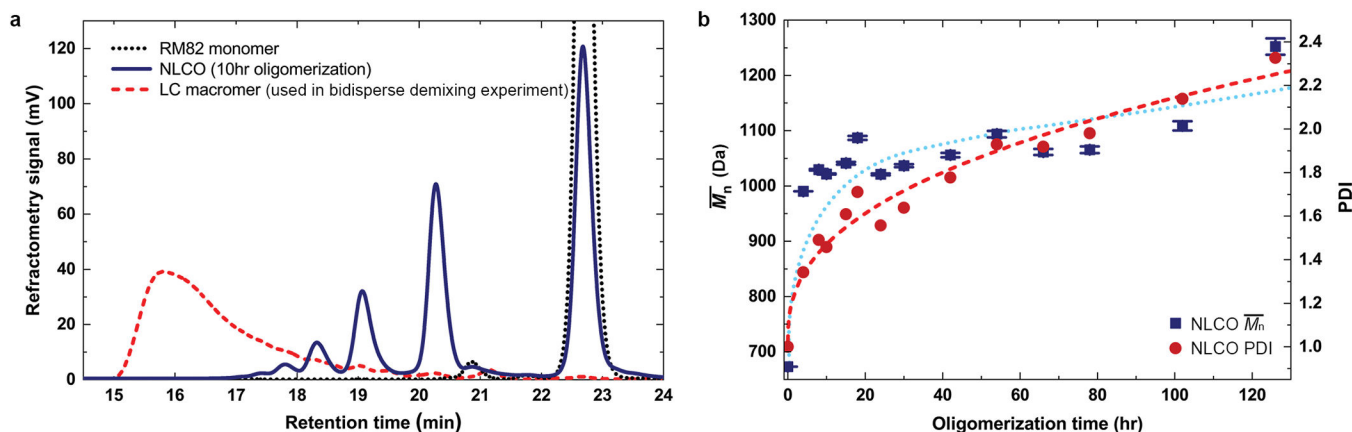 a
120
100
80
60
40
20
0
Refractometry signal (mV)
RM82 monomer
NLCO (10hr oligomerization)
LC macromer (used in bidisperse demixing experiment)
15 16 17 18 19 20 21 22 23 24
Retention time (min)
b
1300
1200
1100
1000
900
800
700
M̅n (Da)
2.4
2.2
2.0
1.8
1.6
1.4
1.2
1.0
PDI
NLCO M̅n
NLCO PDI
0 20 40 60 80 100 120
Oligomerization time (hr)